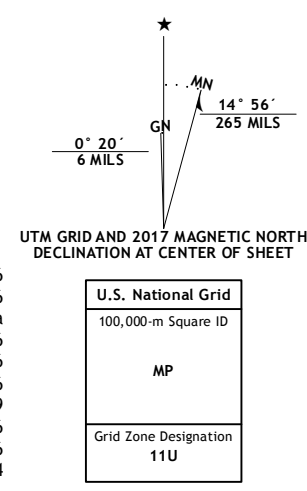 ★
MN
GN
14° 56´
265 MILS
0° 20´
6 MILS
UTM GRID AND 2017 MAGNETIC NORTH
DECLINATION AT CENTER OF SHEET
U.S. National Grid
100,000-m Square ID
MP
Grid Zone Designation
11U